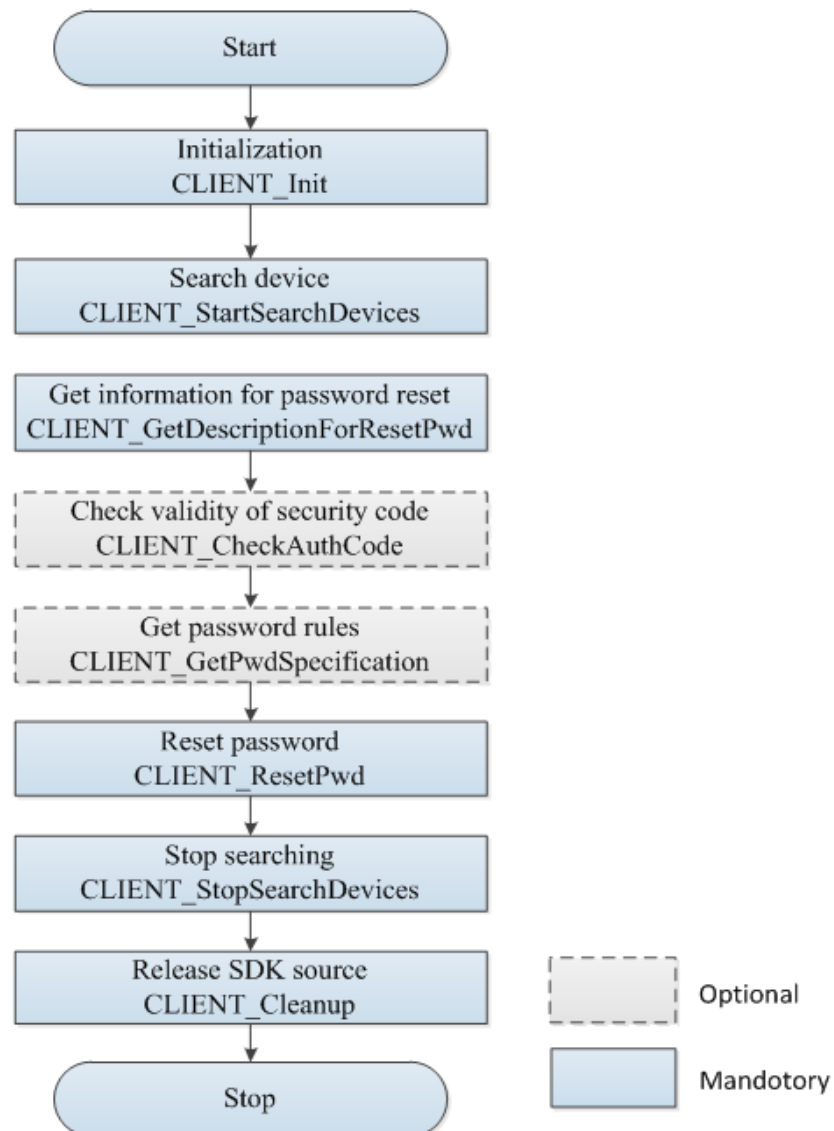 Start
Initialization
CLIENT_Init
Search device
CLIENT_StartSearchDevices
Get information for password reset
CLIENT_GetDescriptionForResetPwd
Check validity of security code
CLIENT_CheckAuthCode
Get password rules
CLIENT_GetPwdSpecification
Reset password
CLIENT_ResetPwd
Stop searching
CLIENT_StopSearchDevices
Release SDK source
CLIENT_Cleanup
Stop
Optional
Mandotory